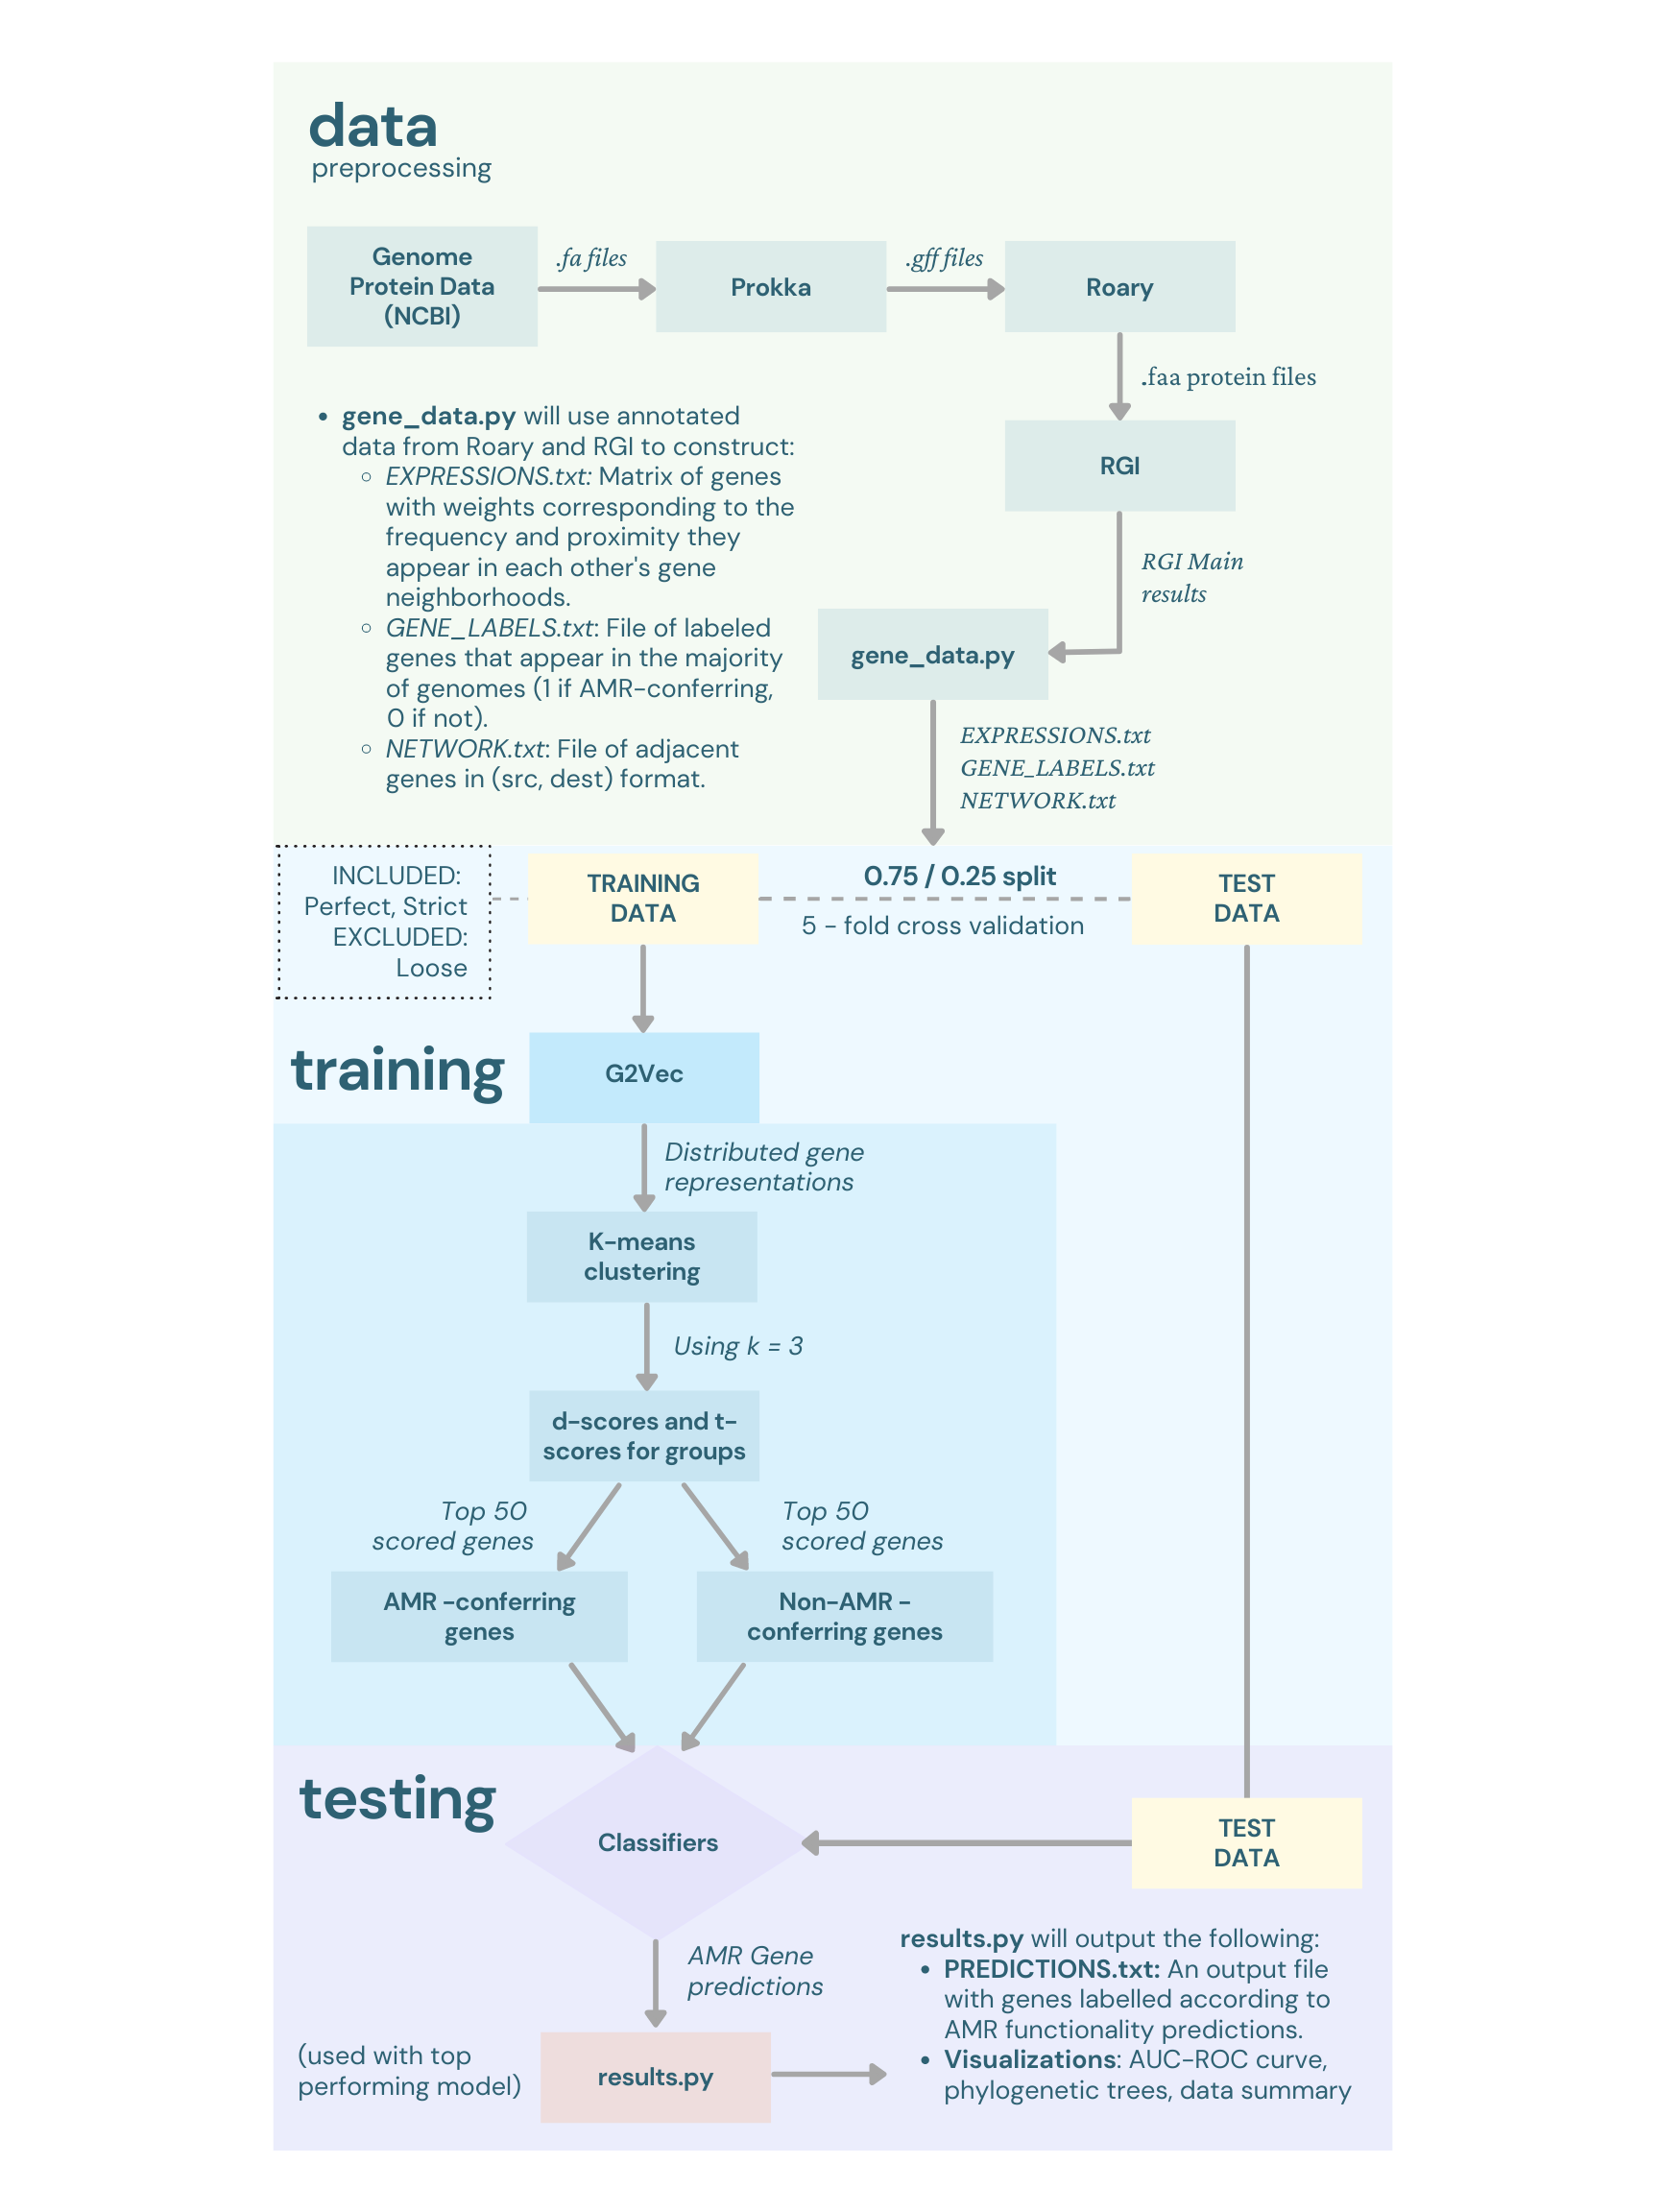 data
preprocessing
Genome
Protein Data
(NCBI)
.fa files
Prokka
.gff files
Roary
.faa protein files
RGI
RGI Main
results
gene_data.py
• gene_data.py will use annotated
data from Roary and RGI to construct:
◦ EXPRESSIONS.txt: Matrix of genes
with weights corresponding to the
frequency and proximity they
appear in each other's gene
neighborhoods.
◦ GENE_LABELS.txt: File of labeled
genes that appear in the majority
of genomes (1 if AMR-conferring,
0 if not).
◦ NETWORK.txt: File of adjacent
genes in (src, dest) format.
EXPRESSIONS.txt
GENE_LABELS.txt
NETWORK.txt
INCLUDED:
Perfect, Strict
EXCLUDED:
Loose
TRAINING
DATA
0.75 / 0.25 split
5 - fold cross validation
TEST
DATA
training
G2Vec
Distributed gene
representations
K-means
clustering
Using k = 3
d-scores and t-
scores for groups
Top 50
scored genes
Top 50
scored genes
AMR -conferring
genes
Non-AMR -
conferring genes
testing
Classifiers
TEST
DATA
AMR Gene
predictions
(used with top
performing model)
results.py
results.py will output the following:
• PREDICTIONS.txt: An output file
with genes labelled according to
AMR functionality predictions.
• Visualizations: AUC-ROC curve,
phylogenetic trees, data summary